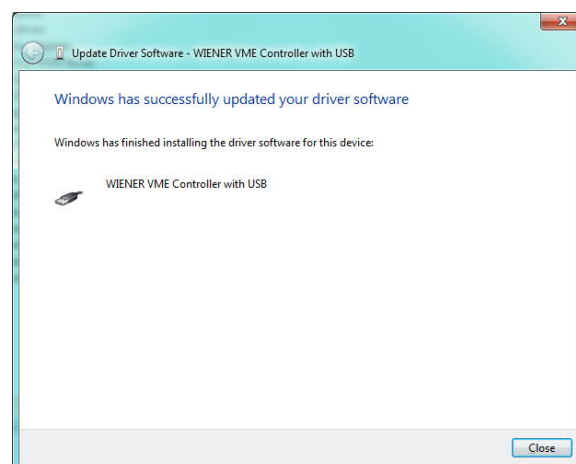 Update Driver Software - WIENER VME Controller with USB
Windows has successfully updated your driver software
Windows has finished installing the driver software for this device:
WIENER VME Controller with USB
Close